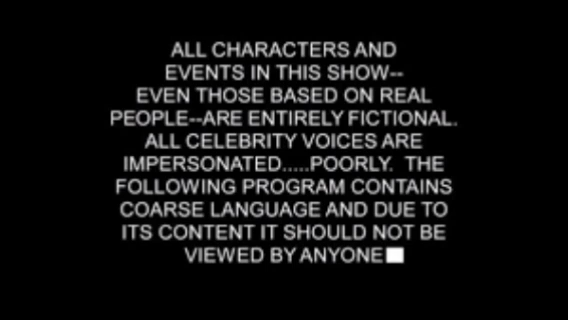 ALL CHARACTERS AND
EVENTS IN THIS SHOW--
EVEN THOSE BASED ON REAL
PEOPLE--ARE ENTIRELY FICTIONAL.
ALL CELEBRITY VOICES ARE
IMPERSONATED.....POORLY. THE
FOLLOWING PROGRAM CONTAINS
COARSE LANGUAGE AND DUE TO
ITS CONTENT IT SHOULD NOT BE
VIEWED BY ANYONE